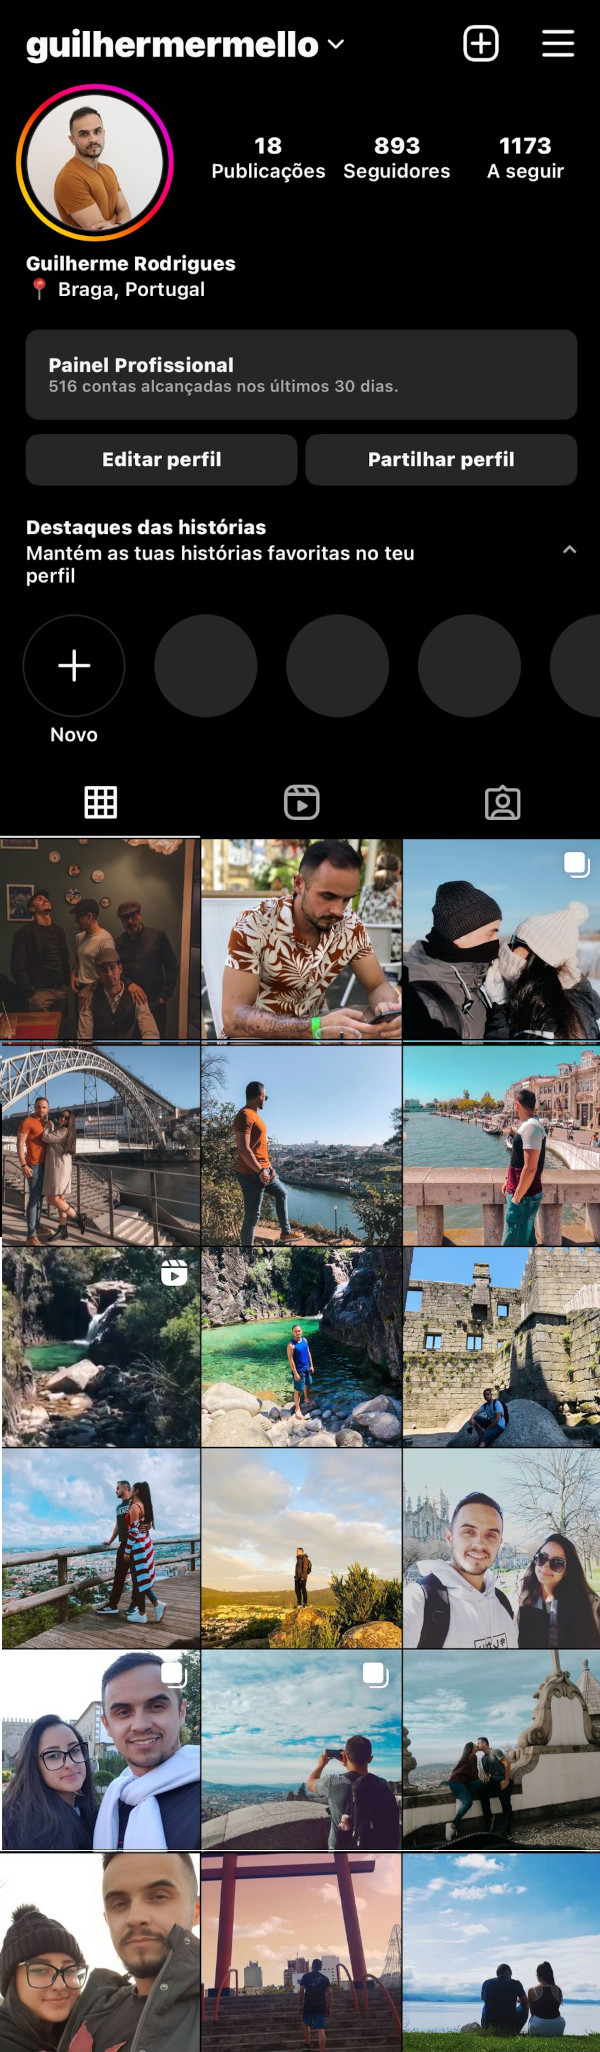 guilhermermello
18 893 1173
Publicações Seguidores A seguir
Guilherme Rodrigues
Braga, Portugal
Painel Profissional
516 contas alcançadas nos últimos 30 dias.
Editar perfil Partilhar perfil
Destaques das histórias
Mantém as tuas histórias favoritas no teu
perfil
Novo